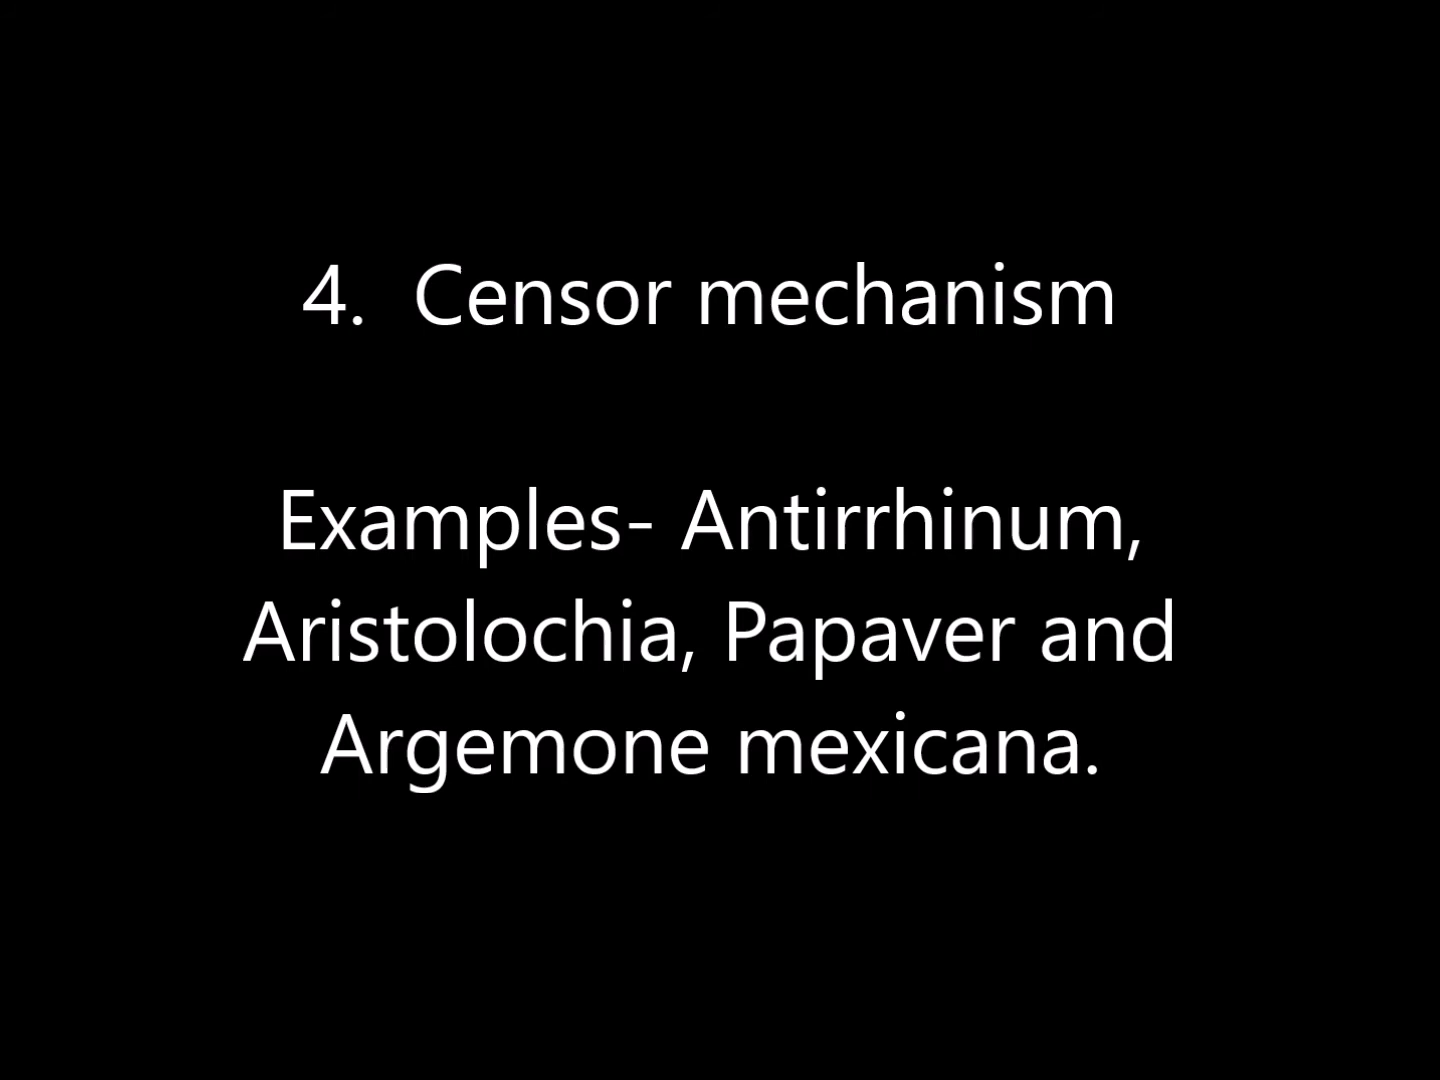 4. Censor mechanism
Examples- Antirrhinum,
Aristolochia, Papaver and
Argemone mexicana.